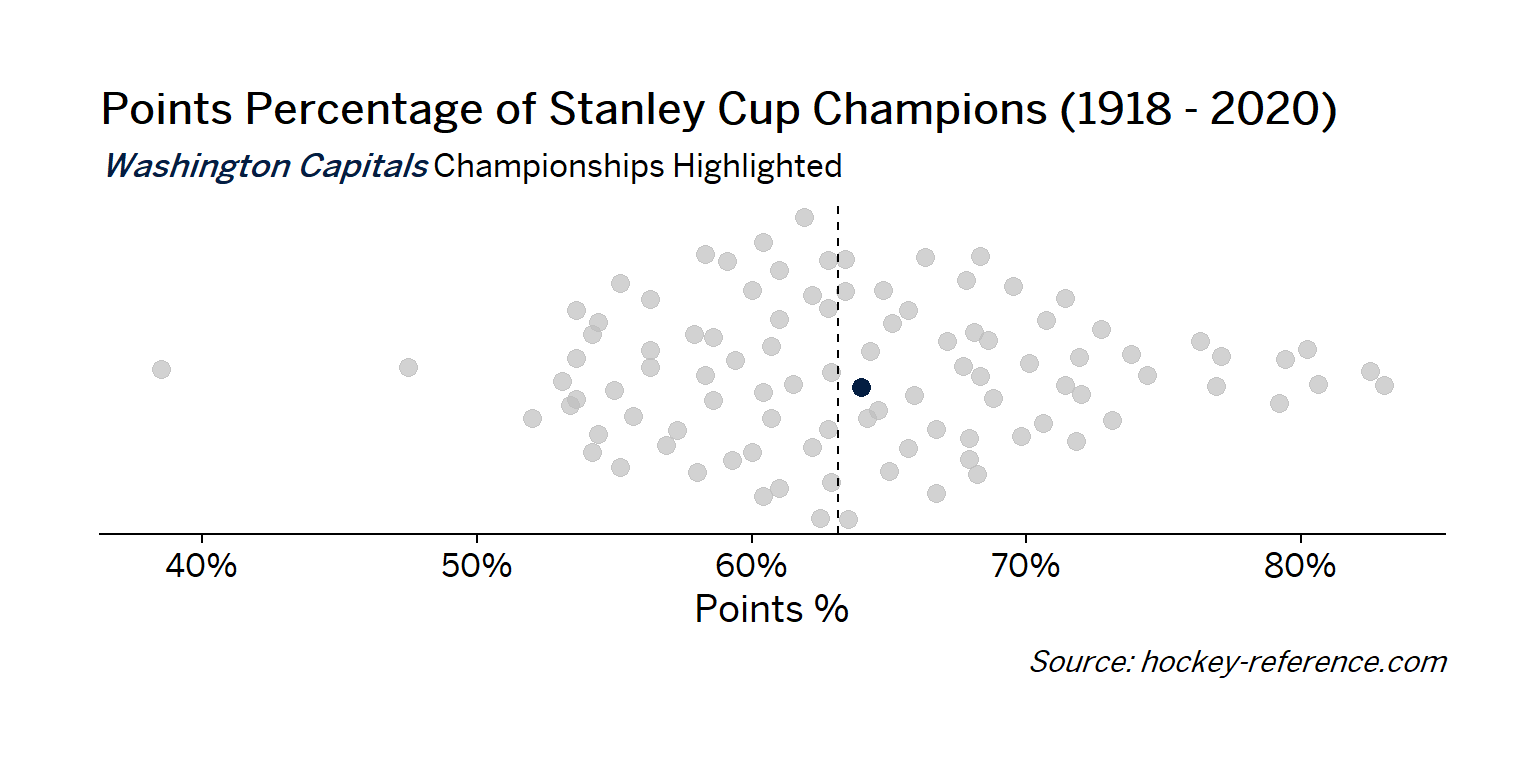 Points Percentage of Stanley Cup Champions (1918 - 2020)
Washington Capitals Championships Highlighted
40% 50% 60% 70% 80%
Points %
Source: hockey-reference.com